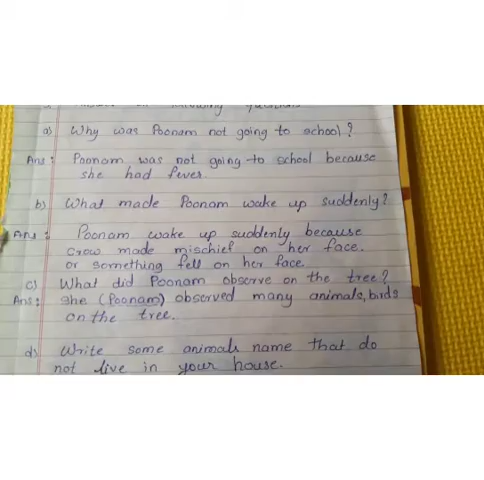 following questions
a) Why was Poonam not going to school?
Ans: Poonam was not going to school because
she had fever.
b) What made Poonam wake up suddenly?
Ans: Poonam wake up suddenly because
crow made mischief on her face.
or something fell on her face.
c) What did Poonam observe on the tree?
Ans: She (Poonam) observed many animals, birds
on the tree.
d) Write some animals name that do
not live in your house.